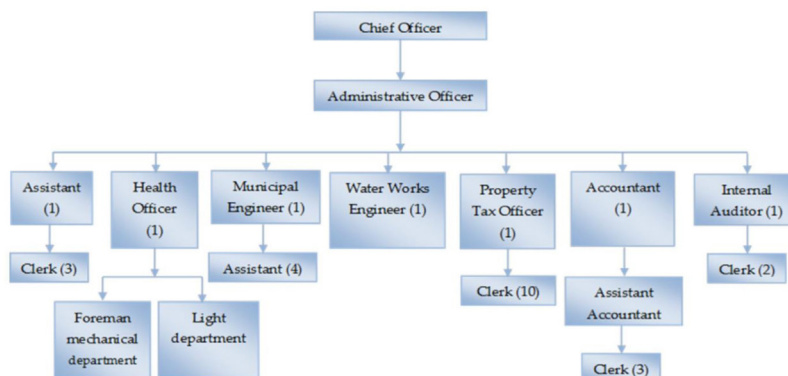 Chief Officer
Administrative Officer
Assistant
(1)
Health
Officer
(1)
Municipal
Engineer (1)
Water Works
Engineer (1)
Property
Tax Officer
(1)
Accountant
(1)
Internal
Auditor (1)
Clerk (3)
Assistant (4)
Clerk (10)
Clerk (2)
Foreman
mechanical
department
Light
department
Assistant
Accountant
Clerk (3)